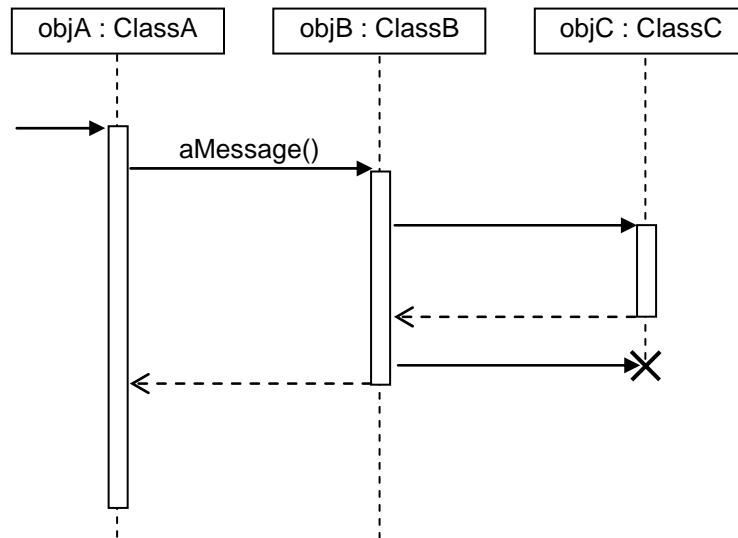 objA : ClassA
objB : ClassB
objC : ClassC
aMessage()